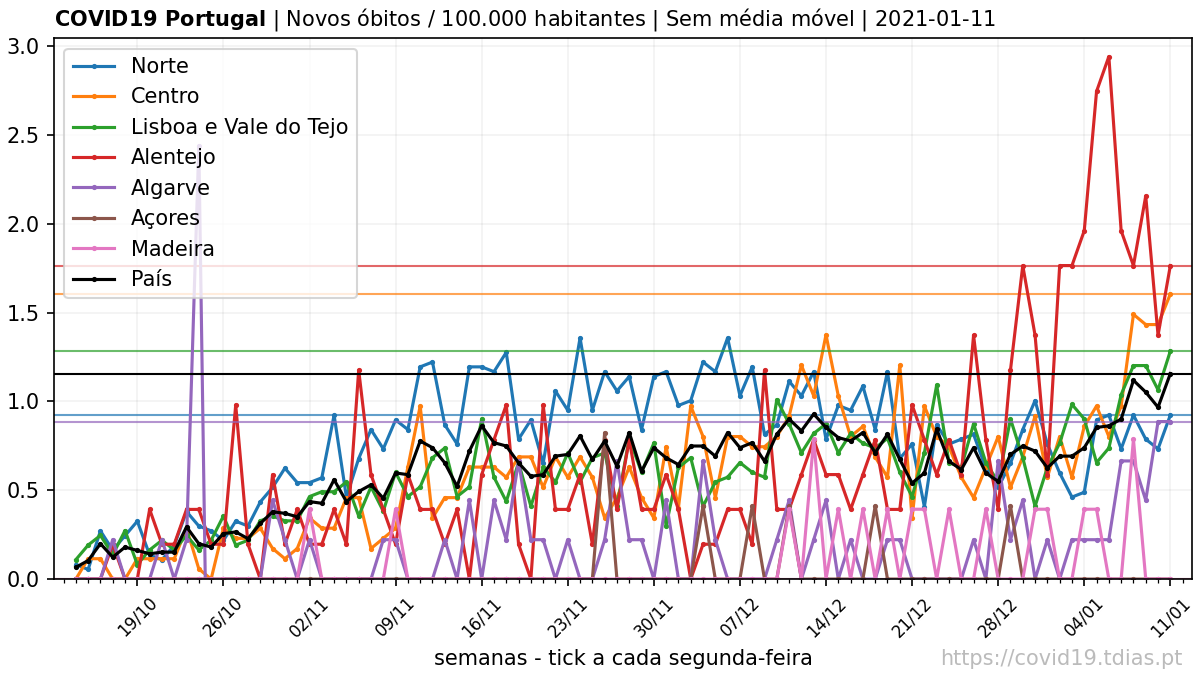 COVID19 Portugal | Novos óbitos / 100.000 habitantes | Sem média móvel | 2021-01-11
3.0
2.5
2.0
1.5
1.0
0.5
0.0
Norte
Centro
Lisboa e Vale do Tejo
Alentejo
Algarve
Açores
Madeira
País
19/10
26/10
02/11
09/11
16/11
23/11
30/11
07/12
14/12
21/12
28/12
04/01
11/01
semanas - tick a cada segunda-feira
https://covid19.tdias.pt